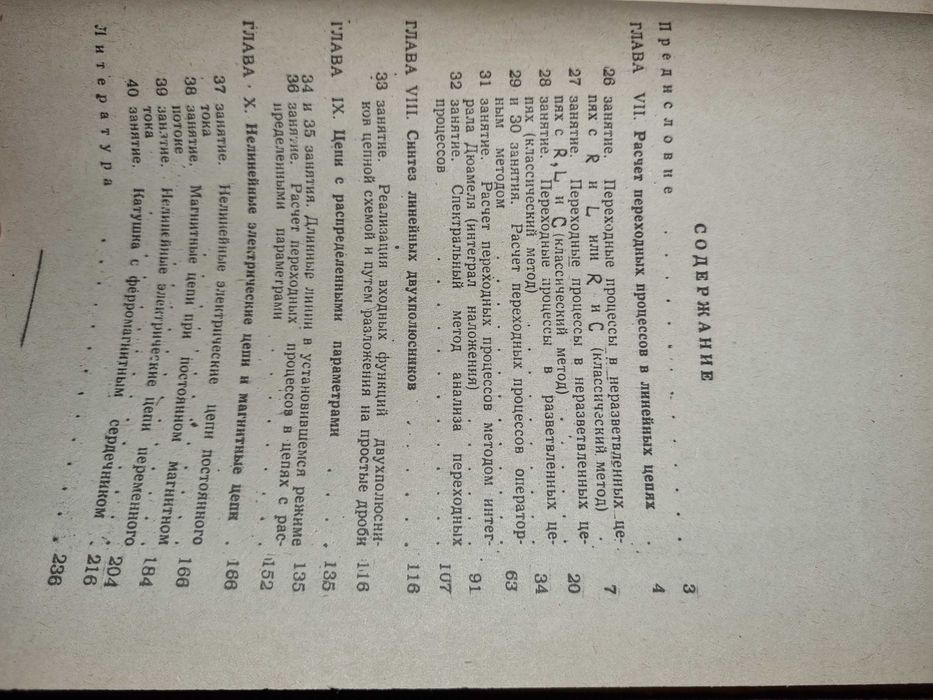 СОДЕРЖАНИЕ
Предисловие . . . . . . . 3
ГЛАВА VII. Расчет переходных процессов в линейных цепях . 4
26 занятие. Переходные процессы в неразветвленных це-
пях с R и L или R и C (классический метод) . 7
27 занятие. Переходные процессы в неразветвленных це-
пях с R, L и C (классический метод) . . . . 20
28 занятие. Переходные процессы в разветвленных це-
пях (классический метод) . . . . . . . 34
29 и 30 занятия. Расчет переходных процессов оператор-
ным методом . . . . . . . . . 63
31 занятие. Расчет переходных процессов методом интег-
рала Дюамеля (интеграл наложения) . . . . 91
32 занятие. Спектральный метод анализа переходных
процессов . . . . . . . . . 107
ГЛАВА VIII. Синтез линейных двухполюсников . . . . . 116
33 занятие. Реализация входных функций двухполюсни-
ков цепной схемой и путем разложения на простые дроби 116
ГЛАВА IX. Цепи с распределенными параметрами . . . 135
34 и 35 занятия. Длинные линии в установившемся режиме 135
36 занятие. Расчет переходных процессов в цепях с рас-
пределенными параметрами . . . . . . 152
ГЛАВА X. Нелинейные электрические цепи и магнитные цепи . 166
37 занятие. Нелинейные электрические цепи постоянного
тока . . . . . . . . . . 166
38 занятие. Магнитные цепи при постоянном магнитном
потоке . . . . . . . . . . 184
39 занятие. Нелинейные электрические цепи переменного
тока . . . . . . . . . . 204
40 занятие. Катушка с ферромагнитным сердечником . 216
Литература . . . . . . . . 236